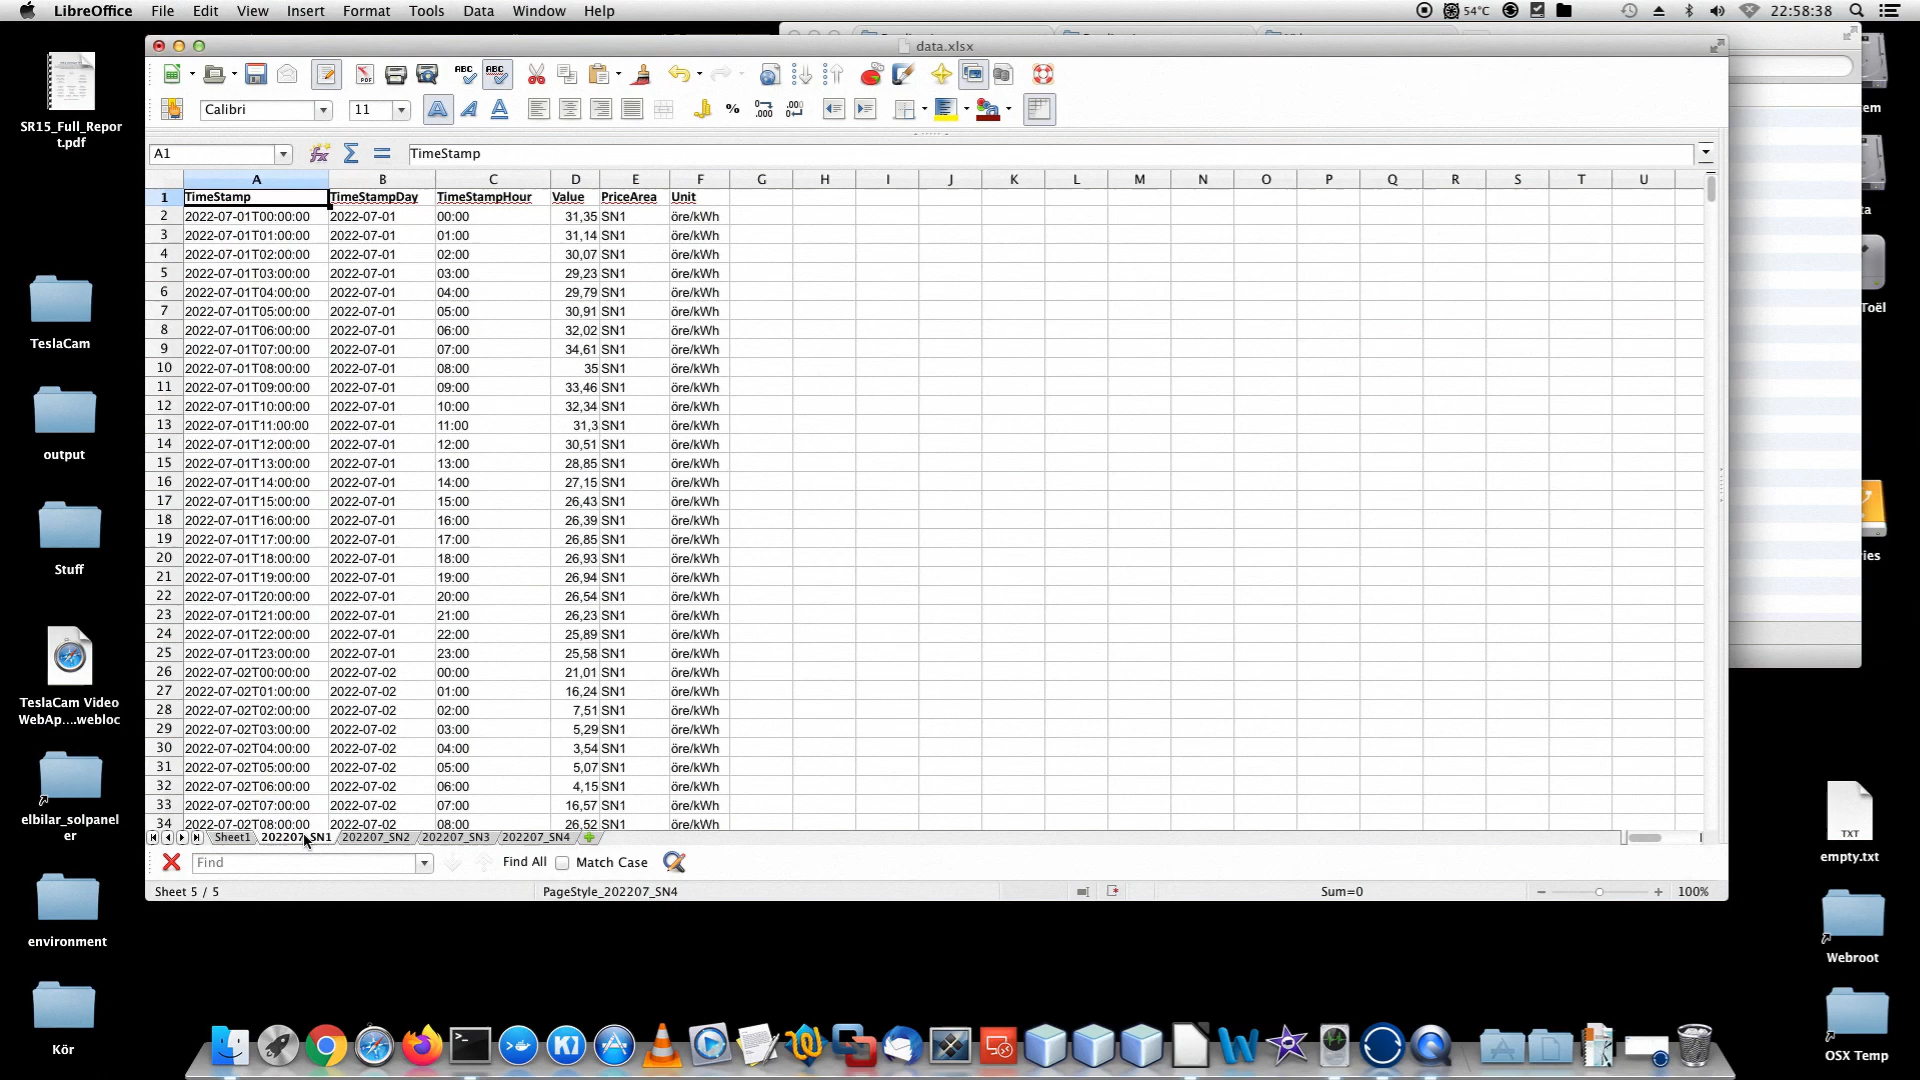 LibreOffice File Edit View Insert Format Tools Data Window Help 54°C 22:58:38
data.xlsx
Calibri 11
A1 TimeStamp
A B C D E F G H I J K L M N O P Q R S T U
1 TimeStamp TimeStampDay TimeStampHour Value PriceArea Unit
2 2022-07-01T00:00:00 2022-07-01 00:00 31,35 SN1 öre/kWh
3 2022-07-01T01:00:00 2022-07-01 01:00 31,14 SN1 öre/kWh
4 2022-07-01T02:00:00 2022-07-01 02:00 30,07 SN1 öre/kWh
5 2022-07-01T03:00:00 2022-07-01 03:00 29,23 SN1 öre/kWh
6 2022-07-01T04:00:00 2022-07-01 04:00 29,79 SN1 öre/kWh
7 2022-07-01T05:00:00 2022-07-01 05:00 30,91 SN1 öre/kWh
8 2022-07-01T06:00:00 2022-07-01 06:00 32,02 SN1 öre/kWh
9 2022-07-01T07:00:00 2022-07-01 07:00 34,61 SN1 öre/kWh
10 2022-07-01T08:00:00 2022-07-01 08:00 35 SN1 öre/kWh
11 2022-07-01T09:00:00 2022-07-01 09:00 33,46 SN1 öre/kWh
12 2022-07-01T10:00:00 2022-07-01 10:00 32,34 SN1 öre/kWh
13 2022-07-01T11:00:00 2022-07-01 11:00 31,3 SN1 öre/kWh
14 2022-07-01T12:00:00 2022-07-01 12:00 30,51 SN1 öre/kWh
15 2022-07-01T13:00:00 2022-07-01 13:00 28,85 SN1 öre/kWh
16 2022-07-01T14:00:00 2022-07-01 14:00 27,15 SN1 öre/kWh
17 2022-07-01T15:00:00 2022-07-01 15:00 26,43 SN1 öre/kWh
18 2022-07-01T16:00:00 2022-07-01 16:00 26,39 SN1 öre/kWh
19 2022-07-01T17:00:00 2022-07-01 17:00 26,85 SN1 öre/kWh
20 2022-07-01T18:00:00 2022-07-01 18:00 26,93 SN1 öre/kWh
21 2022-07-01T19:00:00 2022-07-01 19:00 26,94 SN1 öre/kWh
22 2022-07-01T20:00:00 2022-07-01 20:00 26,54 SN1 öre/kWh
23 2022-07-01T21:00:00 2022-07-01 21:00 26,23 SN1 öre/kWh
24 2022-07-01T22:00:00 2022-07-01 22:00 25,89 SN1 öre/kWh
25 2022-07-01T23:00:00 2022-07-01 23:00 25,58 SN1 öre/kWh
26 2022-07-02T00:00:00 2022-07-02 00:00 21,01 SN1 öre/kWh
27 2022-07-02T01:00:00 2022-07-02 01:00 16,24 SN1 öre/kWh
28 2022-07-02T02:00:00 2022-07-02 02:00 7,51 SN1 öre/kWh
29 2022-07-02T03:00:00 2022-07-02 03:00 5,29 SN1 öre/kWh
30 2022-07-02T04:00:00 2022-07-02 04:00 3,54 SN1 öre/kWh
31 2022-07-02T05:00:00 2022-07-02 05:00 5,07 SN1 öre/kWh
32 2022-07-02T06:00:00 2022-07-02 06:00 4,15 SN1 öre/kWh
33 2022-07-02T07:00:00 2022-07-02 07:00 16,57 SN1 öre/kWh
34 2022-07-02T08:00:00 2022-07-02 08:00 26,52 SN1 öre/kWh
Sheet1 202207_SN1 202207_SN2 202207_SN3 202207_SN4
Find Find All Match Case
Sheet 5 / 5 PageStyle_202207_SN4 Sum=0 100%
SR15_Full_Repor
t.pdf
TeslaCam
output
Stuff
TeslaCam Video
WebAp....webloc
elbilar_solpanel
er
environment
Kör
em
ta
Toël
ies
TXT
empty.txt
Webroot
OSX Temp